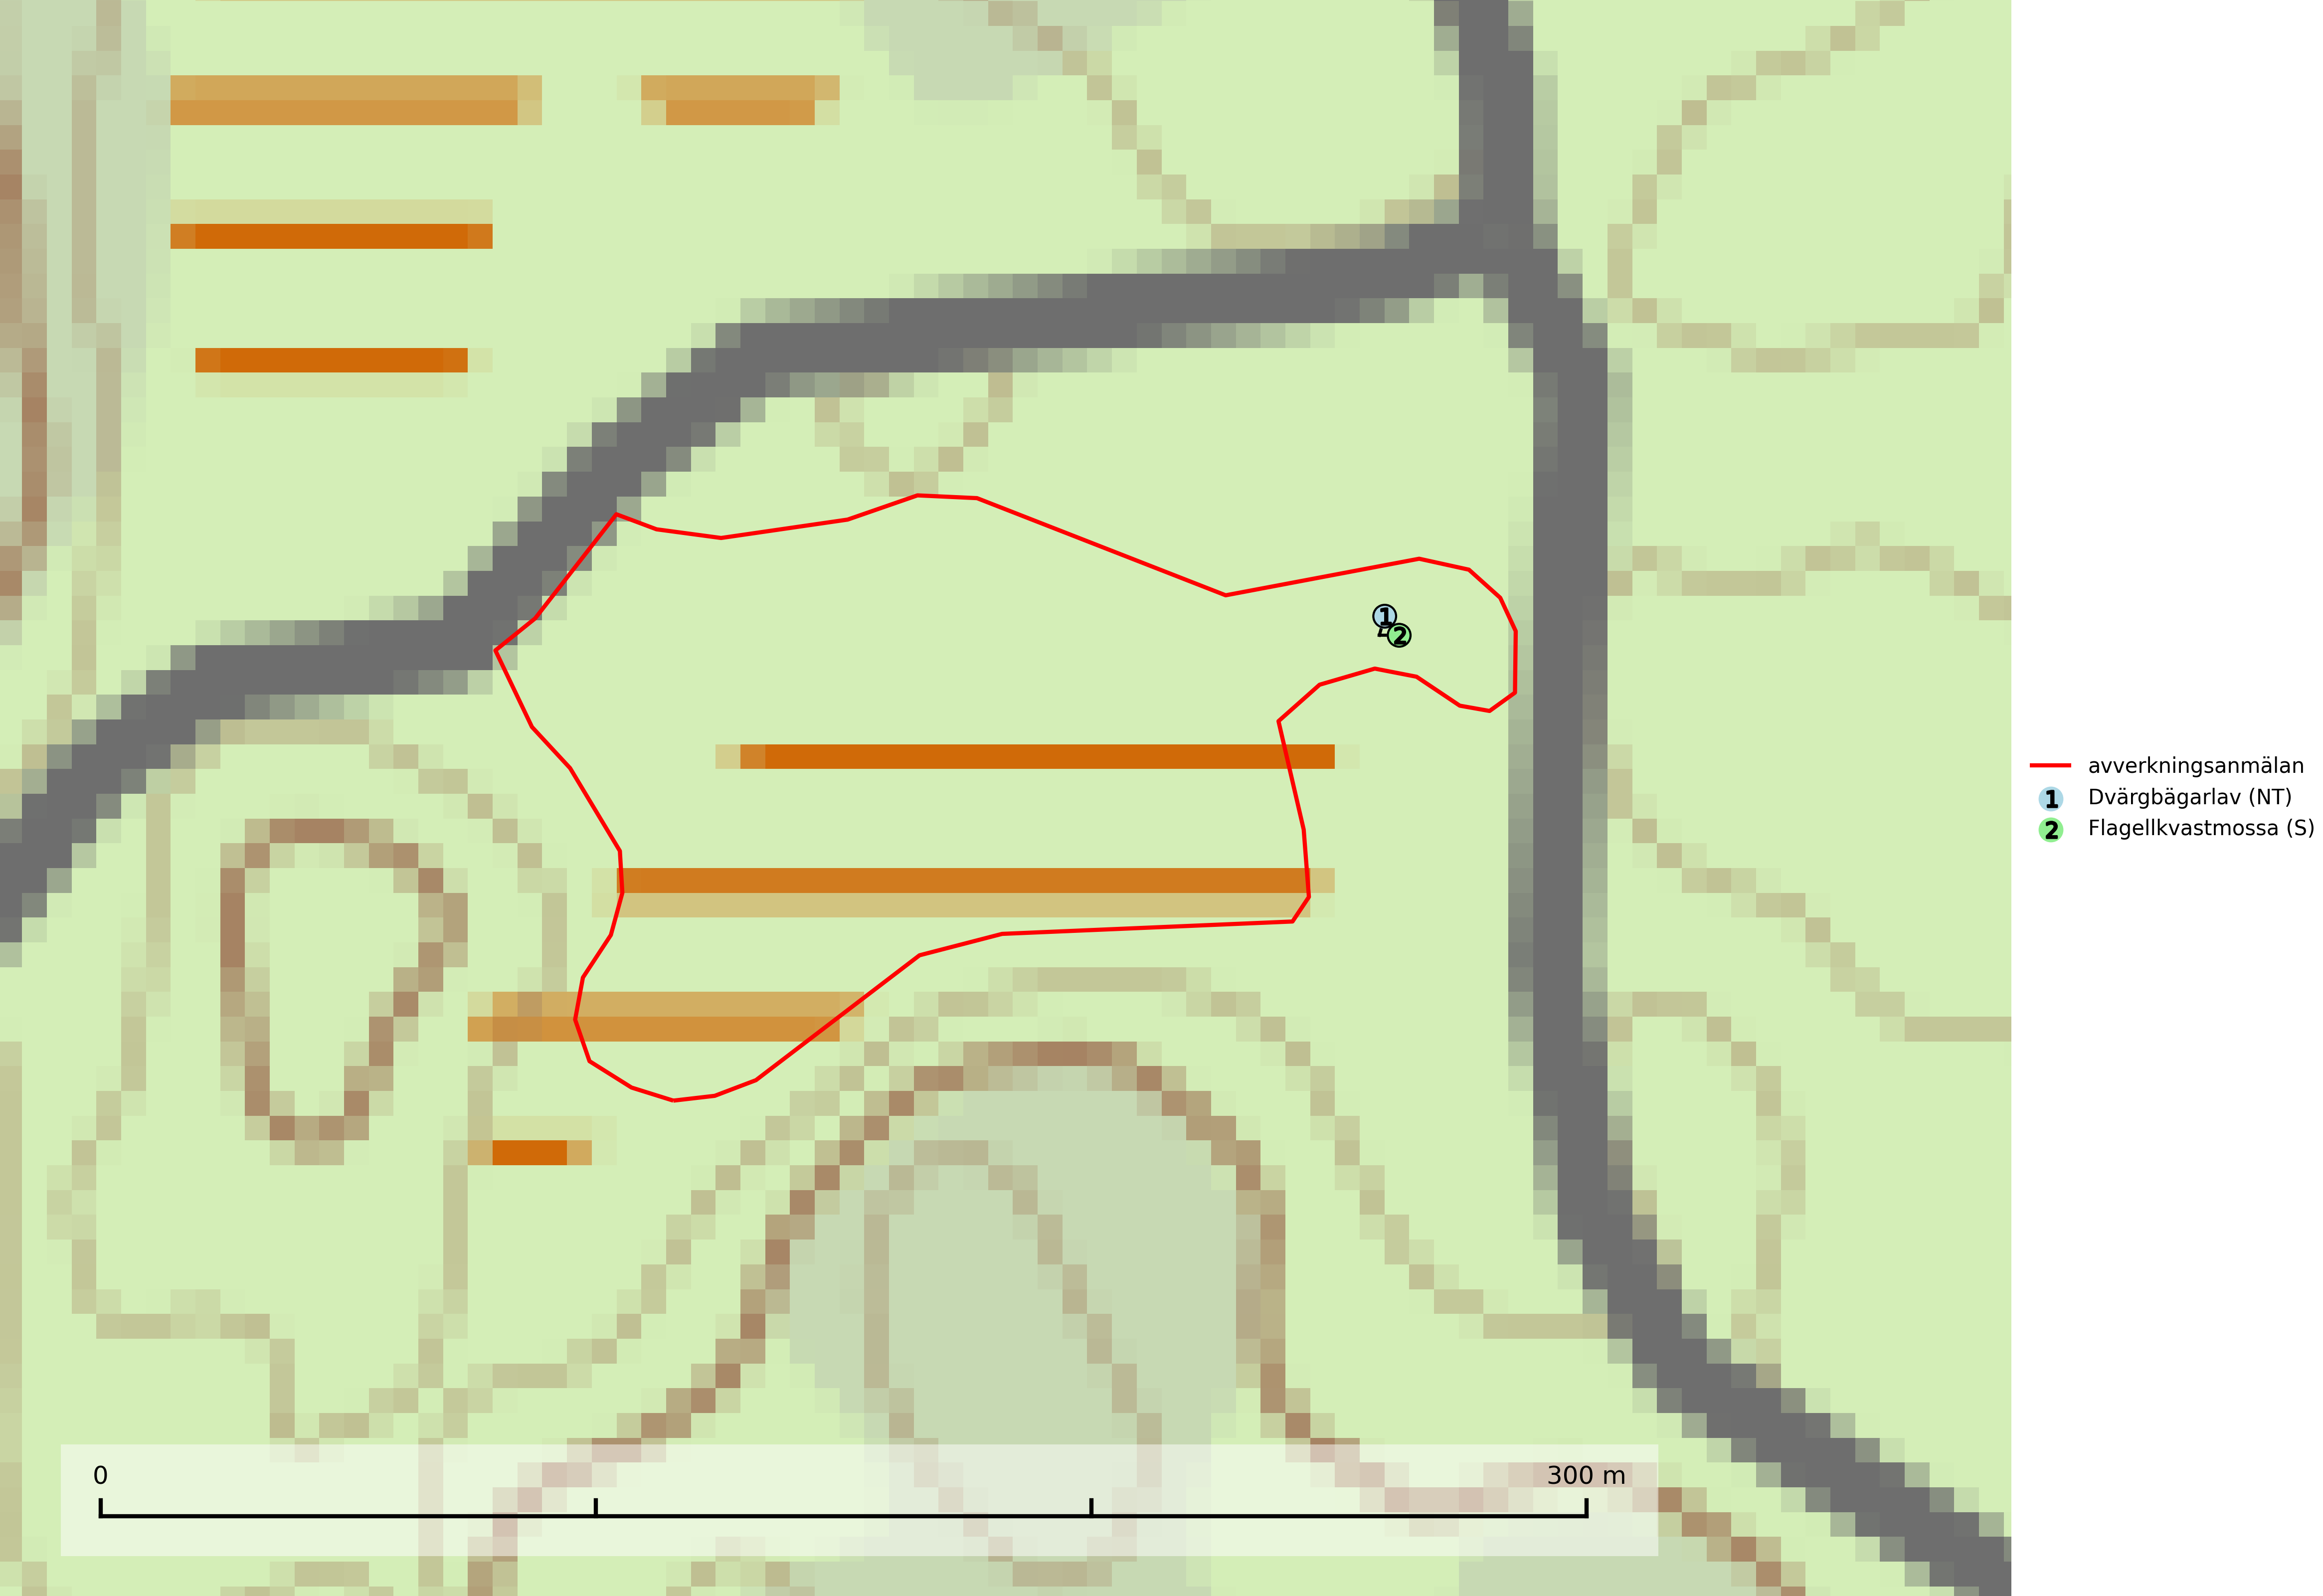 1
2
avverkningsanmälan
1 Dvärgbägarlav (NT)
2 Flagellkvastmossa (S)
0 300 m